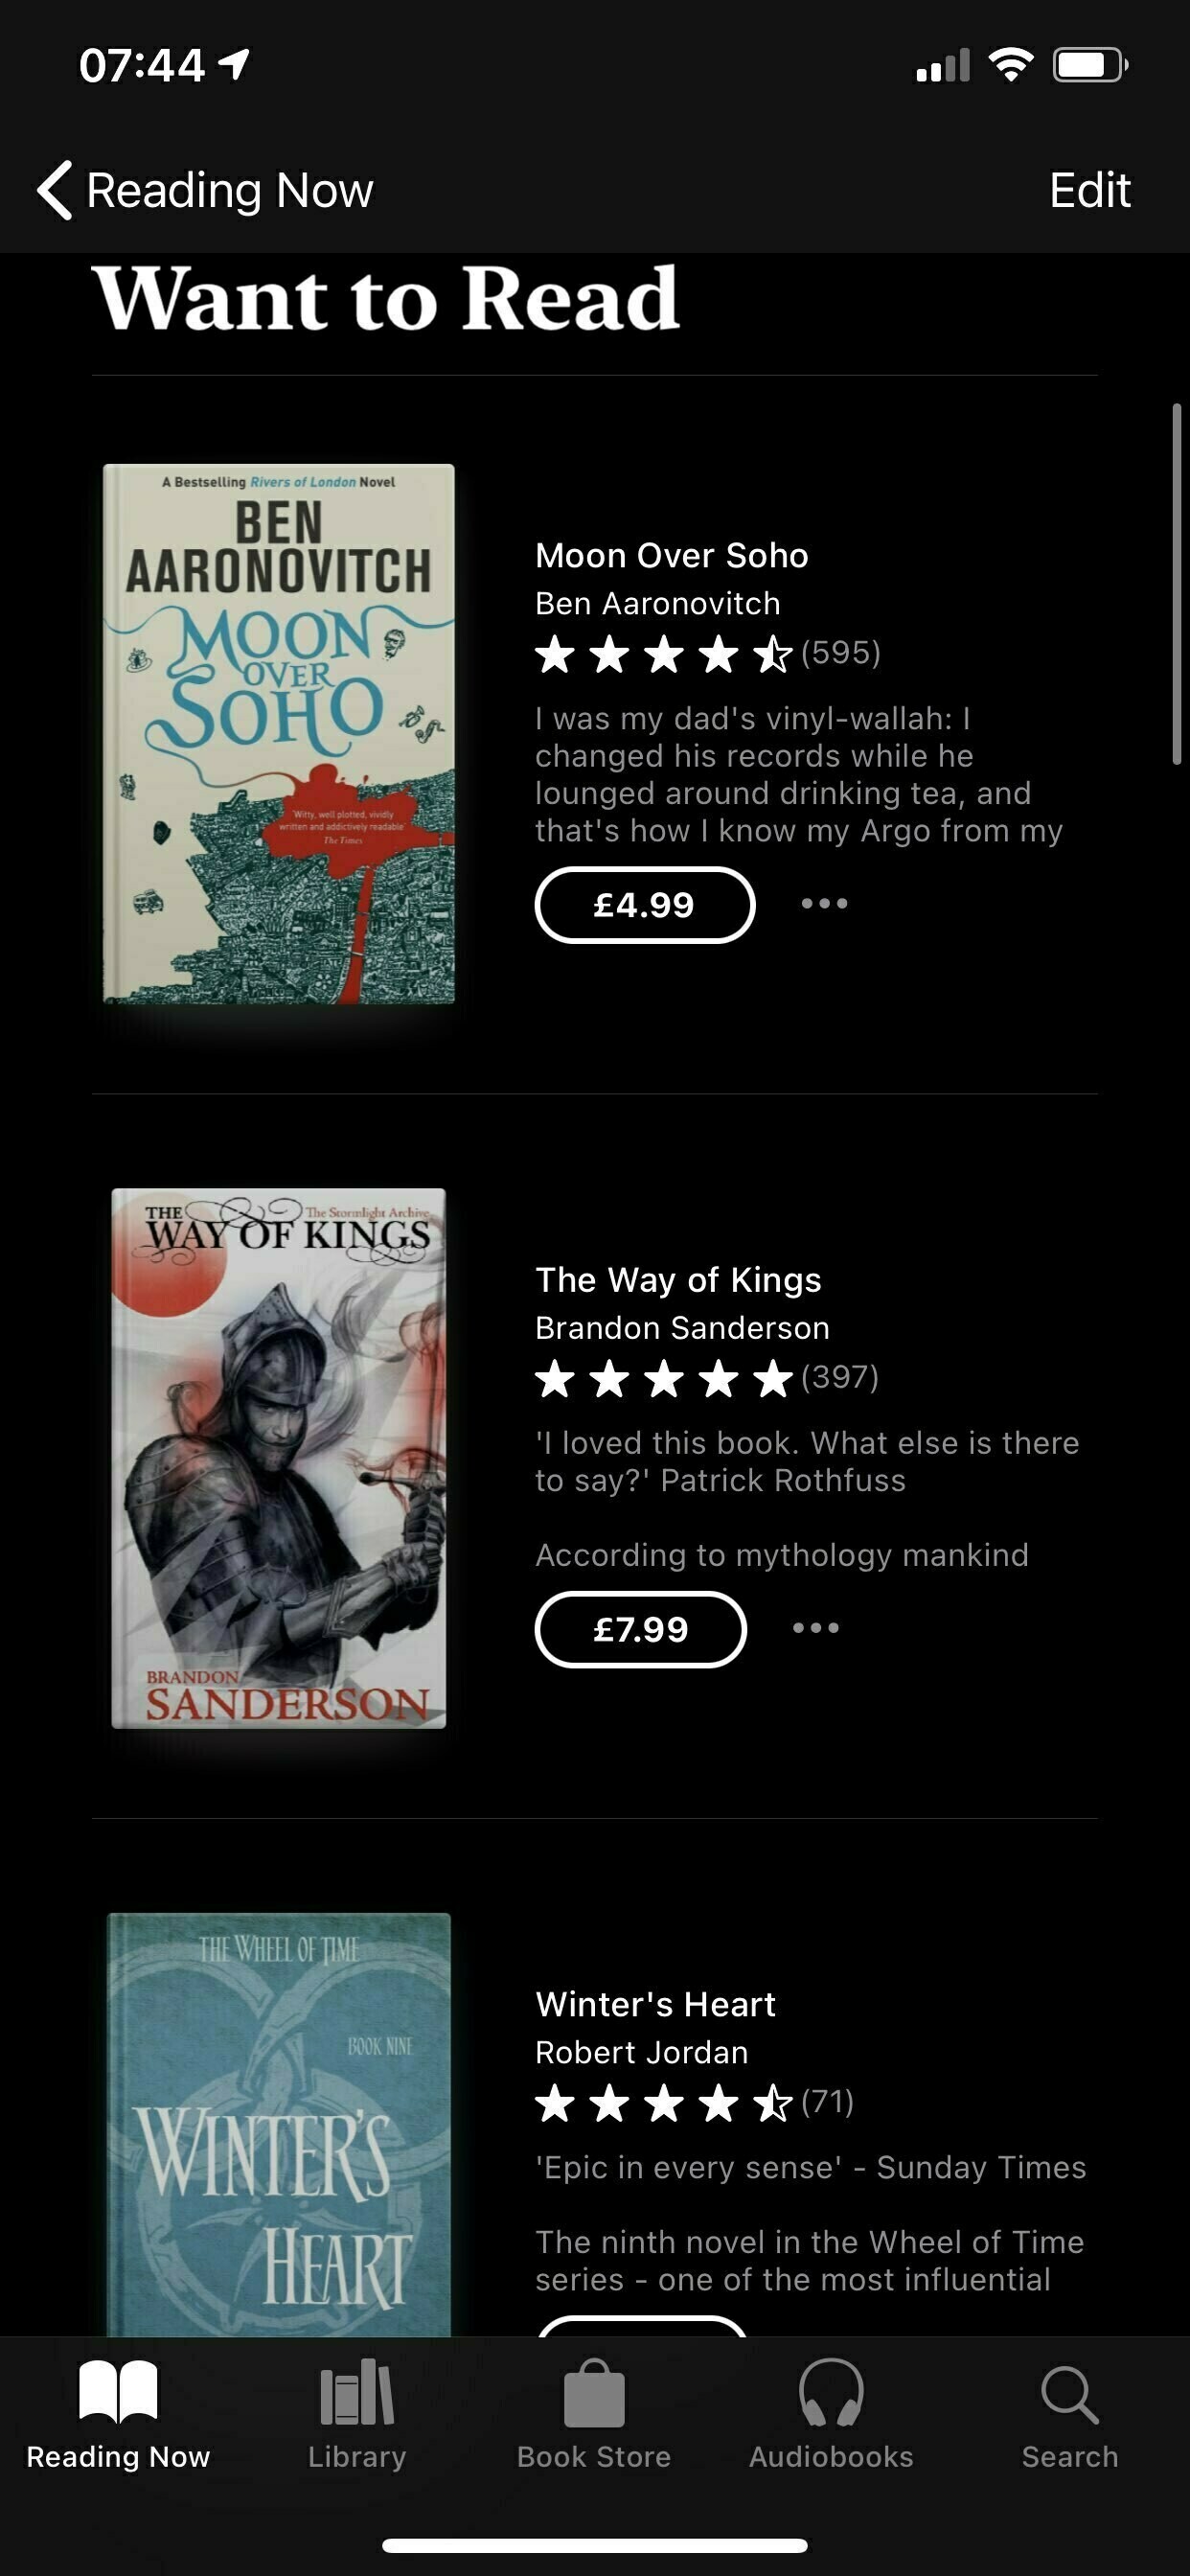 07:44
Reading Now
Edit
Want to Read
A Bestselling Rivers of London Novel
BEN
AARONOVITCH
MOON
OVER
SOHO
'Witty, well plotted, vividly
written and addictively readable'
The Times
Moon Over Soho
Ben Aaronovitch
(595)
I was my dad's vinyl-wallah: I
changed his records while he
lounged around drinking tea, and
that's how I know my Argo from my
£4.99
THE
The Stormlight Archive
WAY OF KINGS
BRANDON
SANDERSON
The Way of Kings
Brandon Sanderson
(397)
'I loved this book. What else is there
to say?' Patrick Rothfuss
According to mythology mankind
£7.99
THE WHEEL OF TIME
BOOK NINE
WINTER'S
HEART
Winter's Heart
Robert Jordan
(71)
'Epic in every sense' - Sunday Times
The ninth novel in the Wheel of Time
series - one of the most influential
Reading Now
Library
Book Store
Audiobooks
Search